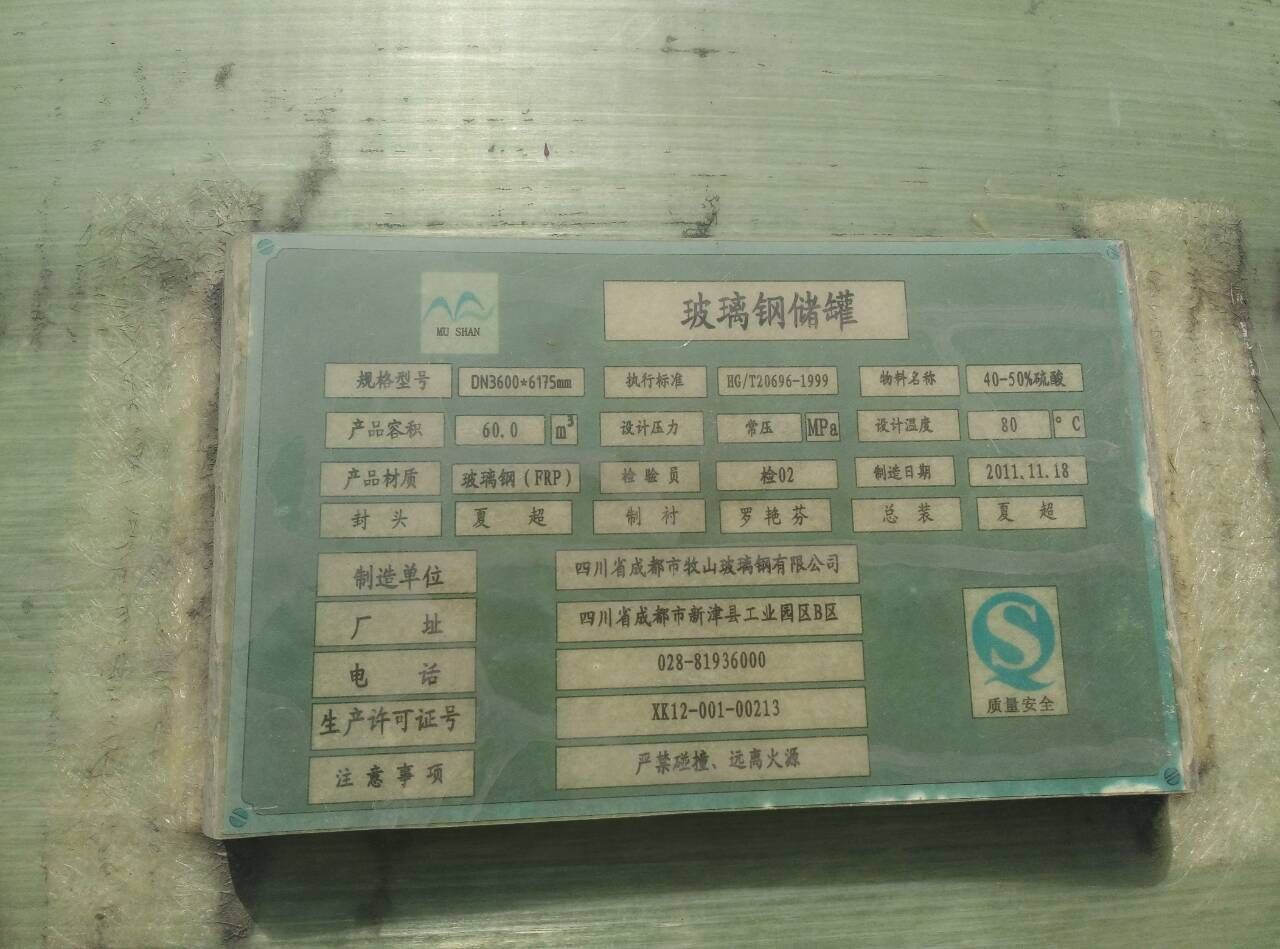 MU SHAN
玻璃钢储罐
规格型号 DN3600*6175mm 执行标准 HG/T20696-1999 物料名称 40-50%硫酸
产品容积 60.0 m³ 设计压力 常压 MPa 设计温度 80 °C
产品材质 玻璃钢(FRP) 检验员 检02 制造日期 2011.11.18
封头 夏超 制衬 罗艳芬 总装 夏超
制造单位 四川省成都市牧山玻璃钢有限公司
厂址 四川省成都市新津县工业园区B区
电话 028-81936000
生产许可证号 XK12-001-00213
注意事项 严禁碰撞、远离火源
质量安全